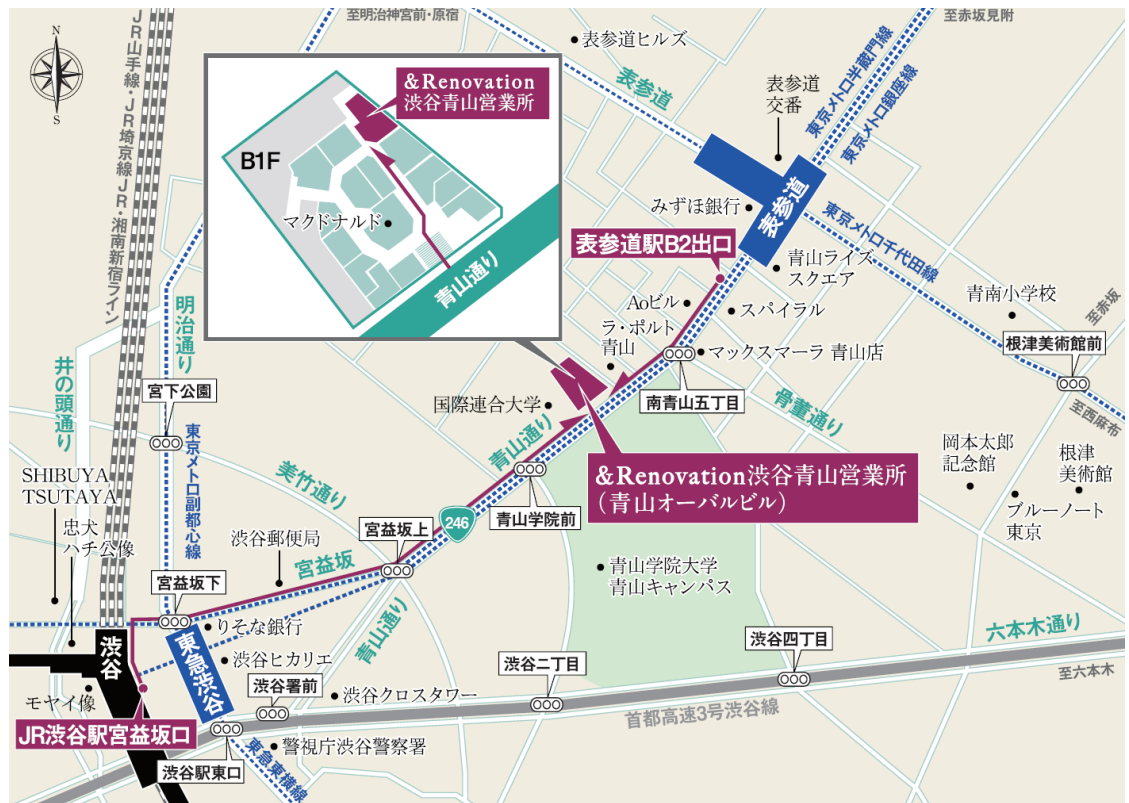 至明治神宮前・原宿
至赤坂見附
N
S
JR山手線・JR埼京線JR・湘南新宿ライン
表参道ヒルズ
表参道
表参道
交番
東京メトロ半蔵門線
東京メトロ銀座線
&Renovation
渋谷青山営業所
B1F
マクドナルド
青山通り
みずほ銀行
表参道
東京メトロ千代田線
表参道駅B2出口
青山ライズ
スクエア
青南小学校
至赤坂
Aoビル
スパイラル
ラ・ポルト
青山
マックスマーラ 青山店
根津美術館前
明治通り
井の頭通り
宮下公園
国際連合大学
南青山五丁目
骨董通り
至西麻布
青山通り
東京メトロ副都心線
美竹通り
&Renovation渋谷青山営業所
(青山オーバルビル)
岡本太郎
記念館
根津
美術館
ブルーノート
東京
SHIBUYA
TSUTAYA
忠犬
ハチ公像
青山学院前
246
宮益坂上
渋谷郵便局
宮益坂
宮益坂下
青山学院大学
青山キャンパス
りそな銀行
青山通り
渋谷
東急渋谷
渋谷ヒカリエ
渋谷二丁目
渋谷四丁目
六本木通り
至六本木
モヤイ像
渋谷署前
渋谷クロスタワー
首都高速3号渋谷線
JR渋谷駅宮益坂口
警視庁渋谷警察署
渋谷駅東口
東急東横線